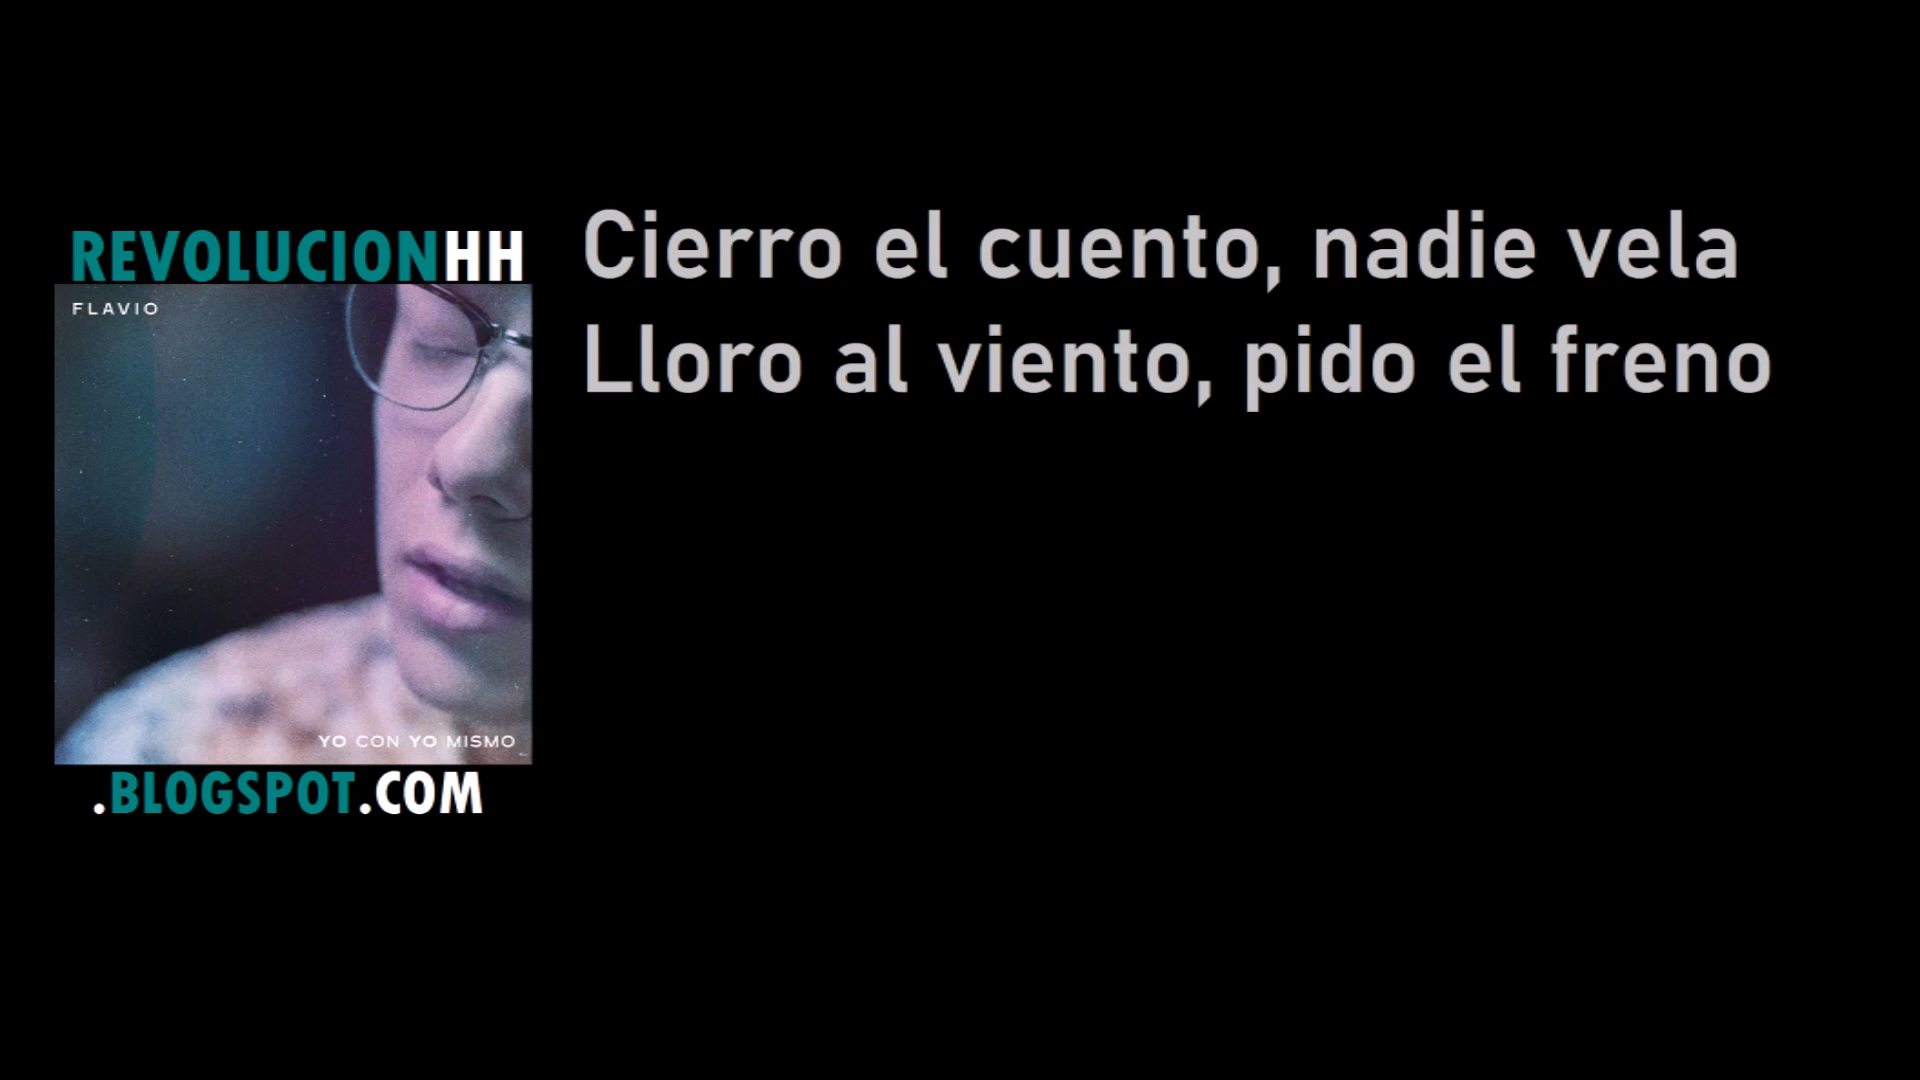 REVOLUCIONHH
FLAVIO
YO CON YO MISMO
.BLOGSPOT.COM
Cierro el cuento, nadie vela
Lloro al viento, pido el freno